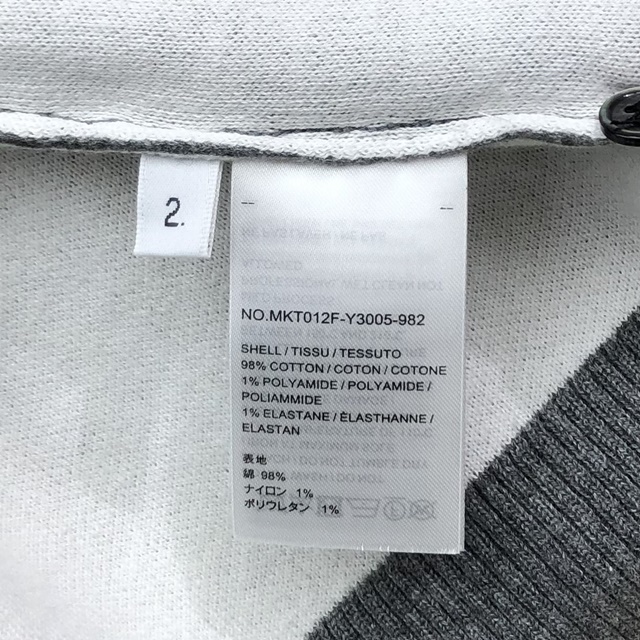 2.
NO.MKT012F-Y3005-982
SHELL / TISSU / TESSUTO
98% COTTON / COTON / COTONE
1% POLYAMIDE / POLYAMIDE /
POLIAMMIDE
1% ELASTANE / ÉLASTHANNE /
ELASTAN
表地
綿 98%
ナイロン 1%
ポリウレタン 1%